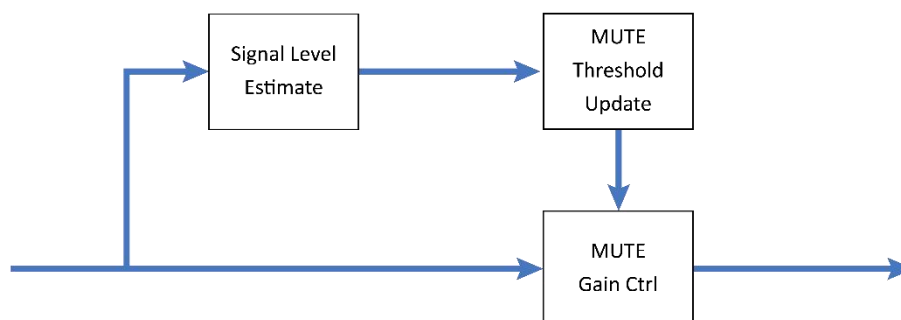 Signal Level
Estimate
MUTE
Threshold
Update
MUTE
Gain Ctrl